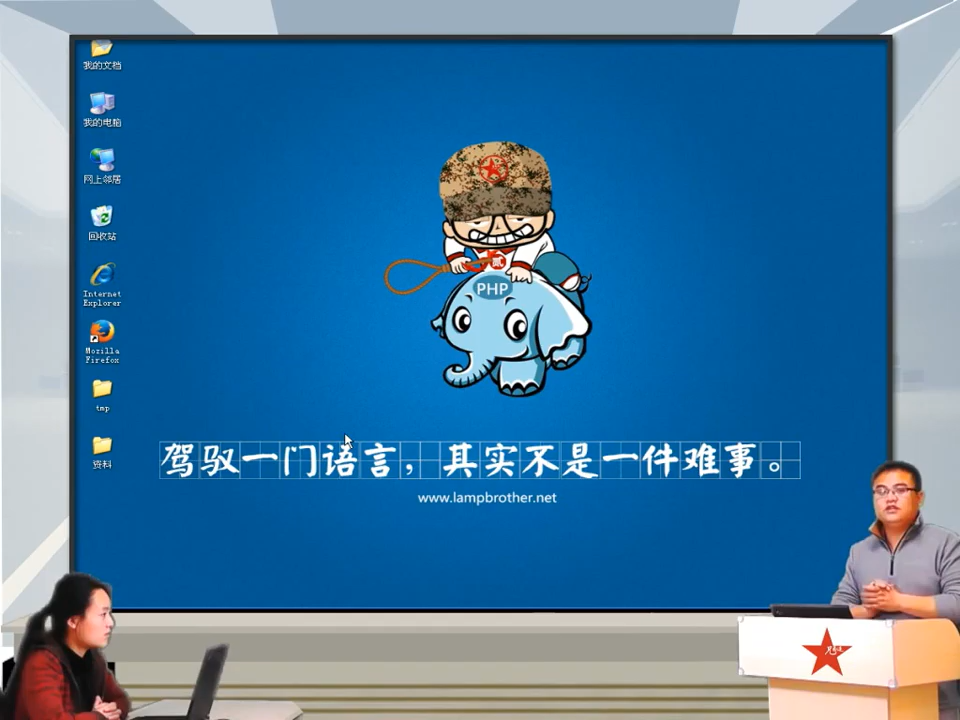 我的文档
我的电脑
网上邻居
回收站
Internet
Explorer
Mozilla
Firefox
tmp
资料
贰
PHP
驾驭一门语言，其实不是一件难事。
www.lampbrother.net